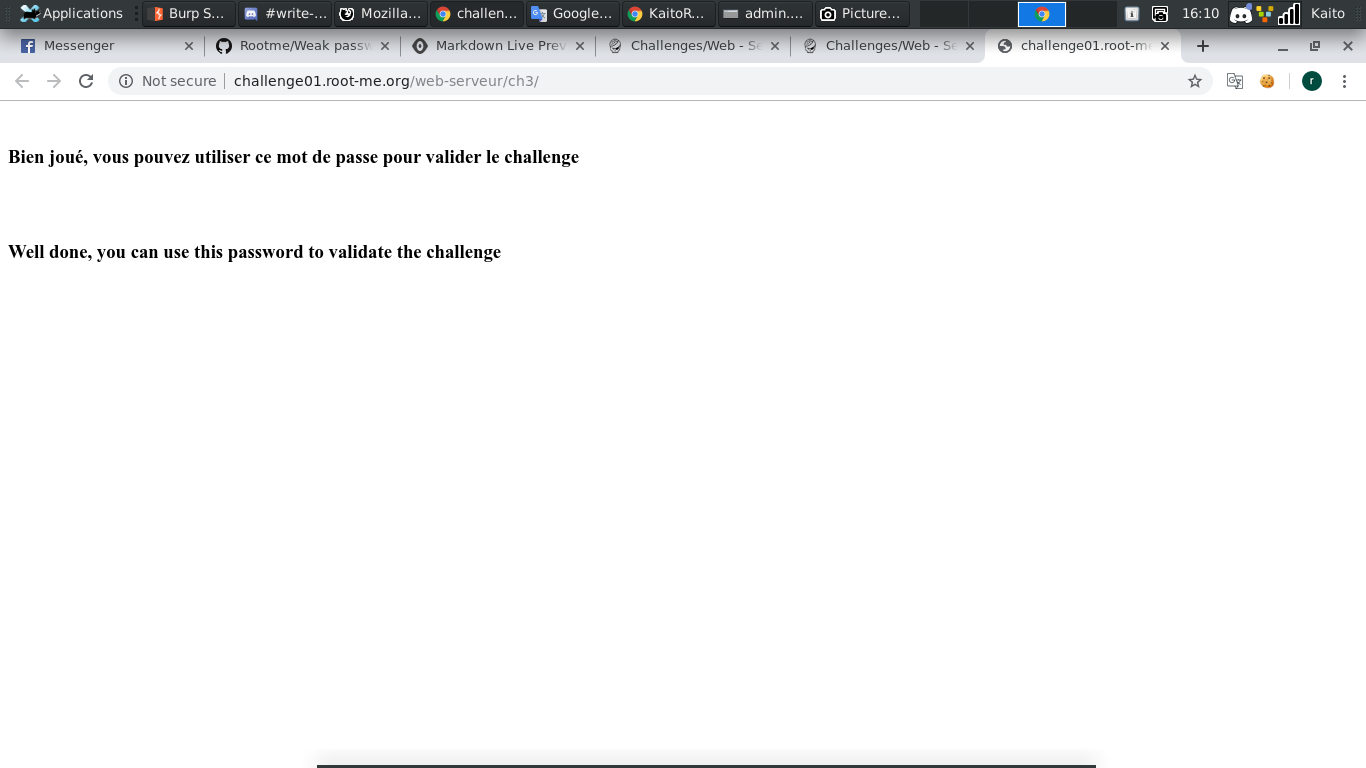 Applications Burp S... #write-... Mozilla... challen... Google... KaitoR... admin.... Picture... 16:10 Kaito
Messenger Rootme/Weak passw Markdown Live Prev Challenges/Web - Se Challenges/Web - Se challenge01.root-me
Not secure challenge01.root-me.org/web-serveur/ch3/ r
Bien joué, vous pouvez utiliser ce mot de passe pour valider le challenge
Well done, you can use this password to validate the challenge